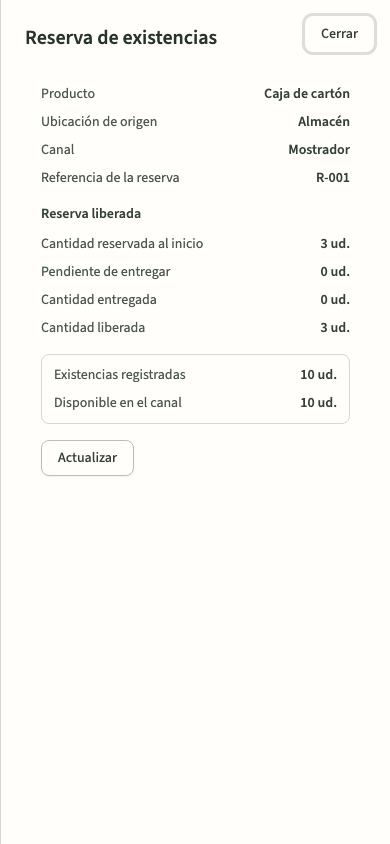 Reserva de existencias
Cerrar
Producto Caja de cartón
Ubicación de origen Almacén
Canal Mostrador
Referencia de la reserva R-001
Reserva liberada
Cantidad reservada al inicio 3 ud.
Pendiente de entregar 0 ud.
Cantidad entregada 0 ud.
Cantidad liberada 3 ud.
Existencias registradas 10 ud.
Disponible en el canal 10 ud.
Actualizar